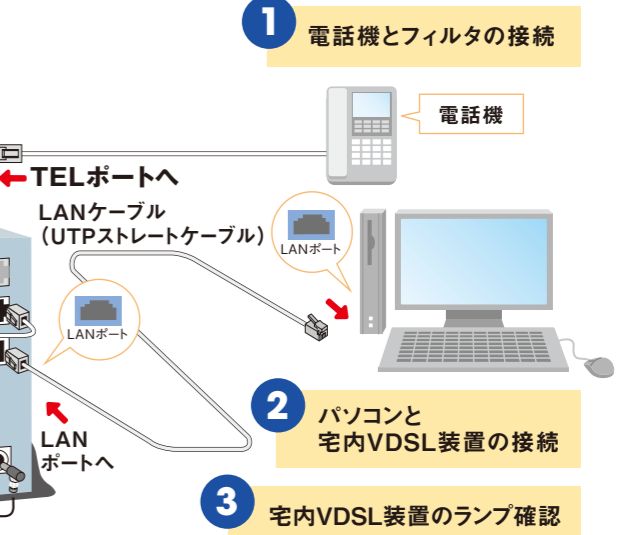 1
電話機とフィルタの接続
電話機
TELポートへ
LANケーブル
（UTPストレートケーブル）
LANポート
LANポート
LAN
ポートへ
2
パソコンと
宅内VDSL装置の接続
3
宅内VDSL装置のランプ確認